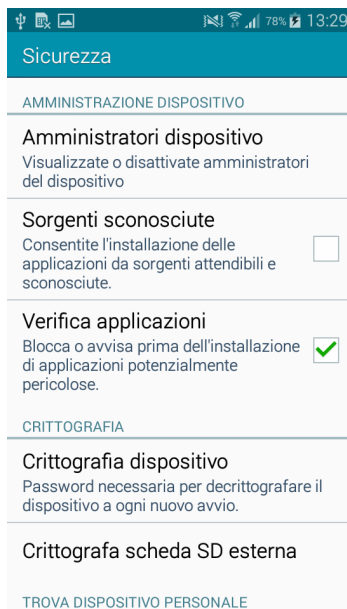 78% 13:29
Sicurezza
AMMINISTRAZIONE DISPOSITIVO
Amministratori dispositivo
Visualizzate o disattivate amministratori
del dispositivo
Sorgenti sconosciute
Consentite l'installazione delle
applicazioni da sorgenti attendibili e
sconosciute.
Verifica applicazioni
Blocca o avvisa prima dell'installazione
di applicazioni potenzialmente
pericolose.
CRITTOGRAFIA
Crittografia dispositivo
Password necessaria per decrittografare il
dispositivo a ogni nuovo avvio.
Crittografa scheda SD esterna
TROVA DISPOSITIVO PERSONALE